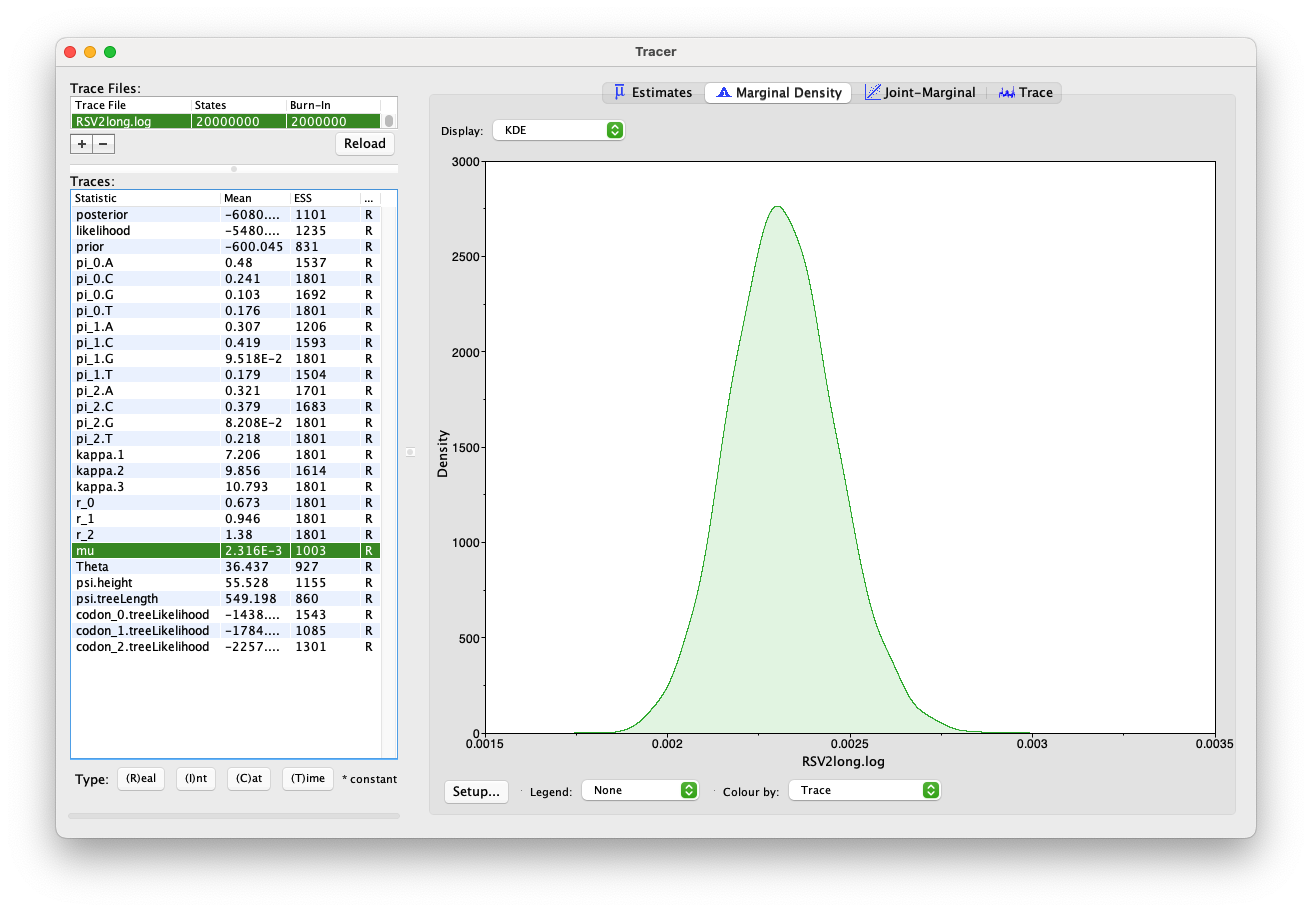 Tracer
Trace Files:
Trace File States Burn-In
RSV2long.log 20000000 2000000
+ − Reload
Traces:
Statistic Mean ESS ...
posterior -6080.... 1101 R
likelihood -5480.... 1235 R
prior -600.045 831 R
pi_0.A 0.48 1537 R
pi_0.C 0.241 1801 R
pi_0.G 0.103 1692 R
pi_0.T 0.176 1801 R
pi_1.A 0.307 1206 R
pi_1.C 0.419 1593 R
pi_1.G 9.518E-2 1801 R
pi_1.T 0.179 1504 R
pi_2.A 0.321 1701 R
pi_2.C 0.379 1683 R
pi_2.G 8.208E-2 1801 R
pi_2.T 0.218 1801 R
kappa.1 7.206 1801 R
kappa.2 9.856 1614 R
kappa.3 10.793 1801 R
r_0 0.673 1801 R
r_1 0.946 1801 R
r_2 1.38 1801 R
mu 2.316E-3 1003 R
Theta 36.437 927 R
psi.height 55.528 1155 R
psi.treeLength 549.198 860 R
codon_0.treeLikelihood -1438.... 1543 R
codon_1.treeLikelihood -1784.... 1085 R
codon_2.treeLikelihood -2257.... 1301 R
Type: (R)eal (I)nt (C)at (T)ime * constant
Estimates Marginal Density Joint-Marginal Trace
Display: KDE
3000
2500
2000
1500
1000
500
0
Density
0.0015 0.002 0.0025 0.003 0.0035
RSV2long.log
Setup... Legend: None Colour by: Trace